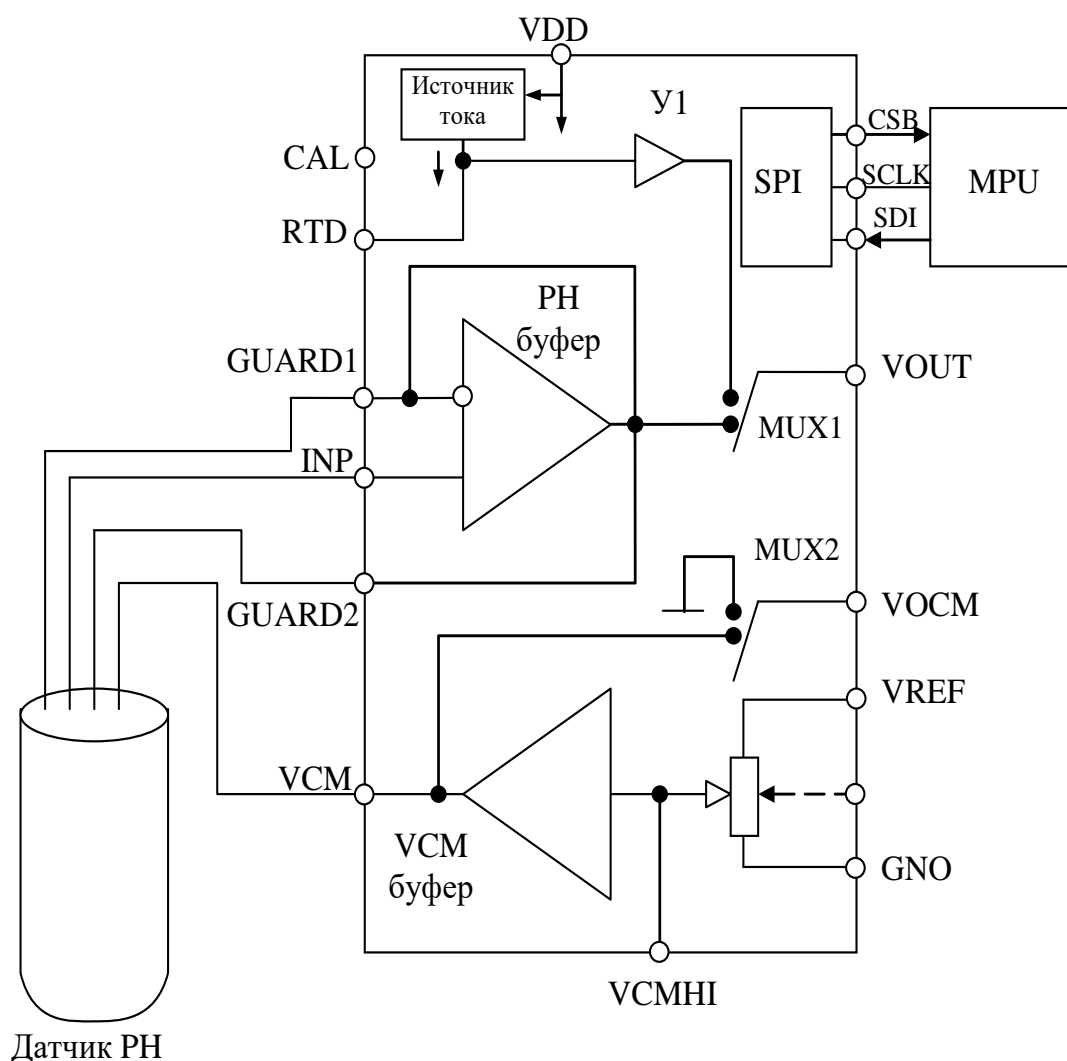 VDD
Источник
тока
У1
CAL
RTD
SPI
CSB
SCLK
SDI
MPU
PH
буфер
GUARD1
INP
GUARD2
VOUT
MUX1
MUX2
VOCM
VREF
VCM
VCM
буфер
GNO
VCMHI
Датчик PH